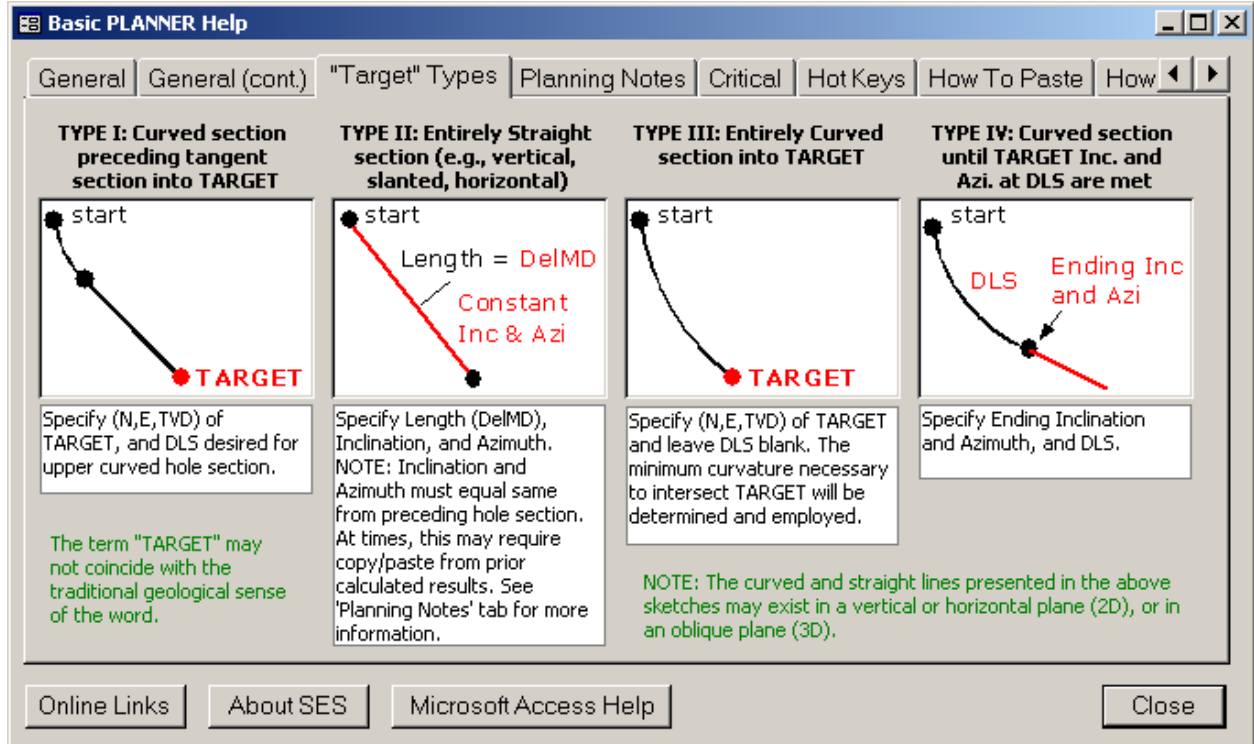 Basic PLANNER Help
General
General (cont.)
"Target" Types
Planning Notes
Critical
Hot Keys
How To Paste
How
TYPE I: Curved section
preceding tangent
section into TARGET
start
TARGET
Specify (N,E,TVD) of
TARGET, and DLS desired for
upper curved hole section.
The term "TARGET" may
not coincide with the
traditional geological sense
of the word.
TYPE II: Entirely Straight
section (e.g., vertical,
slanted, horizontal)
start
Length = DelMD
Constant
Inc & Azi
Specify Length (DelMD),
Inclination, and Azimuth.
NOTE: Inclination and
Azimuth must equal same
from preceding hole section.
At times, this may require
copy/paste from prior
calculated results. See
'Planning Notes' tab for more
information.
TYPE III: Entirely Curved
section into TARGET
start
TARGET
Specify (N,E,TVD) of TARGET
and leave DLS blank. The
minimum curvature necessary
to intersect TARGET will be
determined and employed.
TYPE IV: Curved section
until TARGET Inc. and
Azi. at DLS are met
start
DLS
Ending Inc
and Azi
Specify Ending Inclination
and Azimuth, and DLS.
NOTE: The curved and straight lines presented in the above
sketches may exist in a vertical or horizontal plane (2D), or in
an oblique plane (3D).
Online Links
About SES
Microsoft Access Help
Close